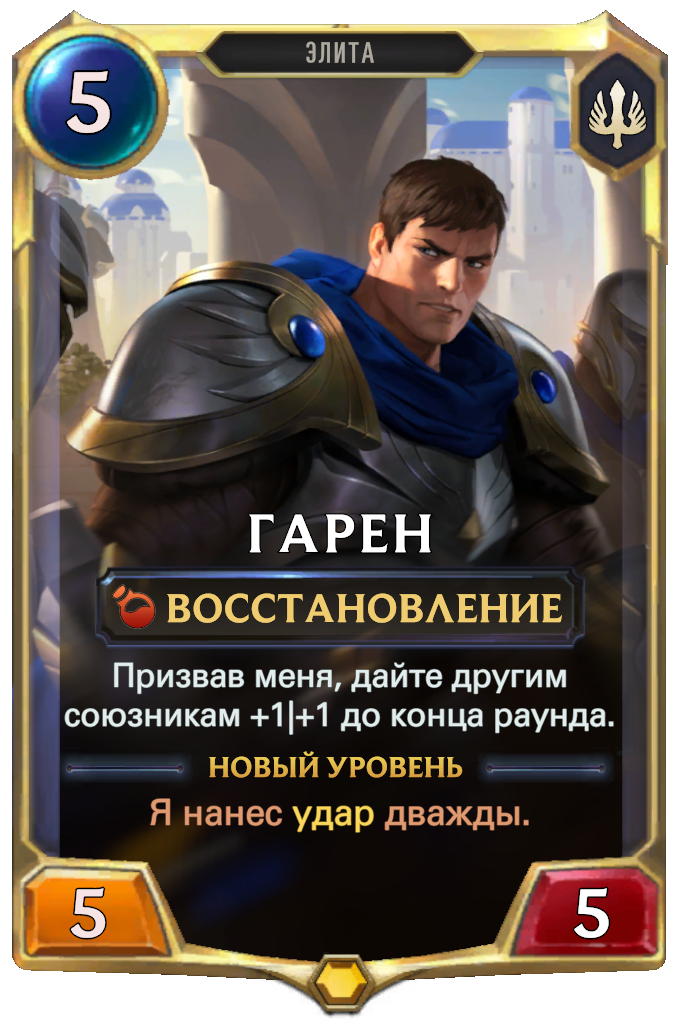 ЭЛИТА
5
ГАРЕН
ВОССТАНОВЛЕНИЕ
Призвав меня, дайте другим
союзникам +1|+1 до конца раунда.
НОВЫЙ УРОВЕНЬ
Я нанес удар дважды.
5
5